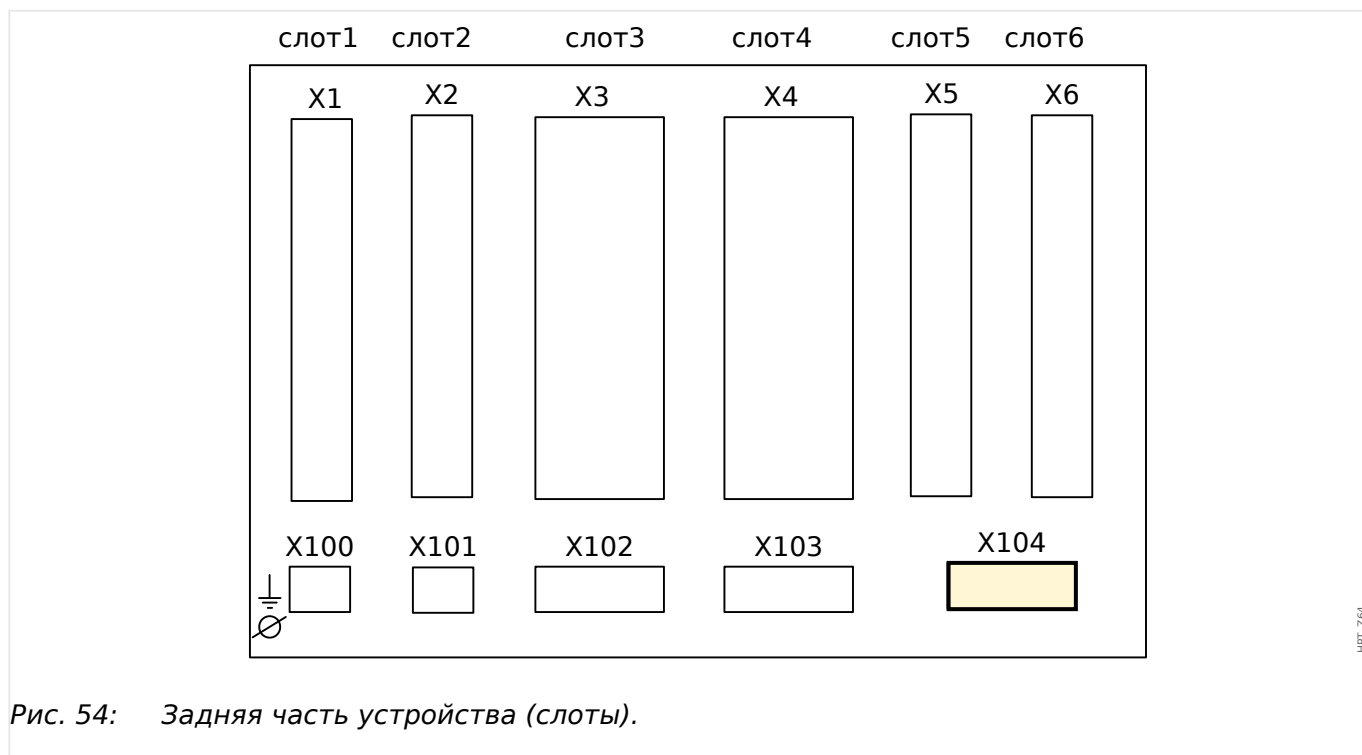 слот1 слот2 слот3 слот4 слот5 слот6
X1 X2 X3 X4 X5 X6
X100 X101 X102 X103 X104
Рис. 54: Задняя часть устройства (слоты).